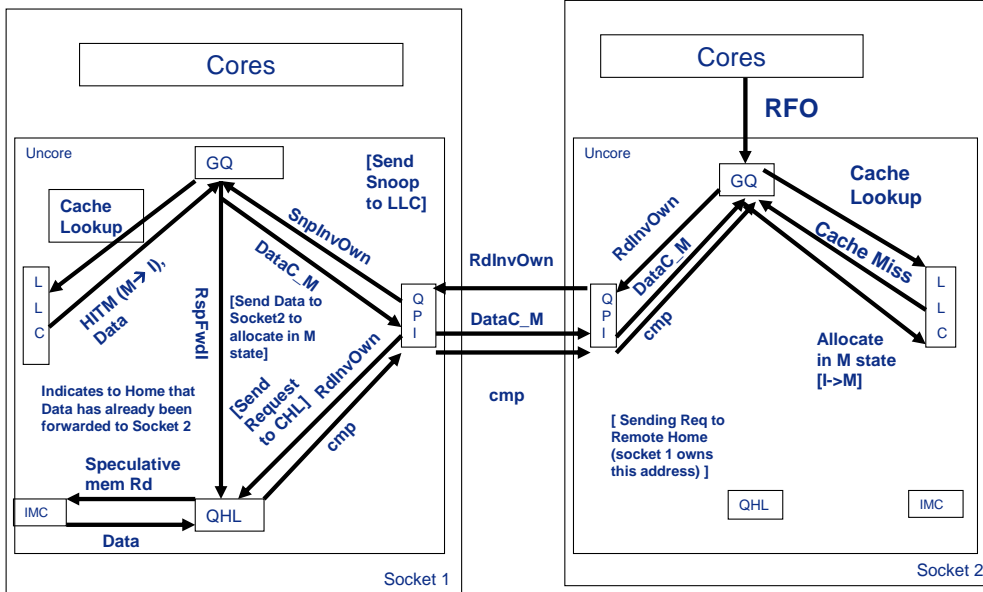 Cores
Uncore
GQ
[Send
Snoop
to LLC]
Cache
Lookup
SnpInvOwn
DataC_M
L
L
C
HITM (M→ I),
Data
RspFwdI
[Send Data to
Socket2 to
allocate in M
state]
Q
P
I
RdInvOwn
[Send
Request
to CHL]
cmp
Indicates to Home that
Data has already been
forwarded to Socket 2
Speculative
mem Rd
IMC
QHL
Data
Socket 1
RdInvOwn
DataC_M
cmp
Cores
RFO
Uncore
GQ
Cache
Lookup
RdInvOwn
DataC_M
cmp
Cache Miss
Q
P
I
L
L
C
Allocate
in M state
[I->M]
[ Sending Req to
Remote Home
(socket 1 owns
this address) ]
QHL
IMC
Socket 2